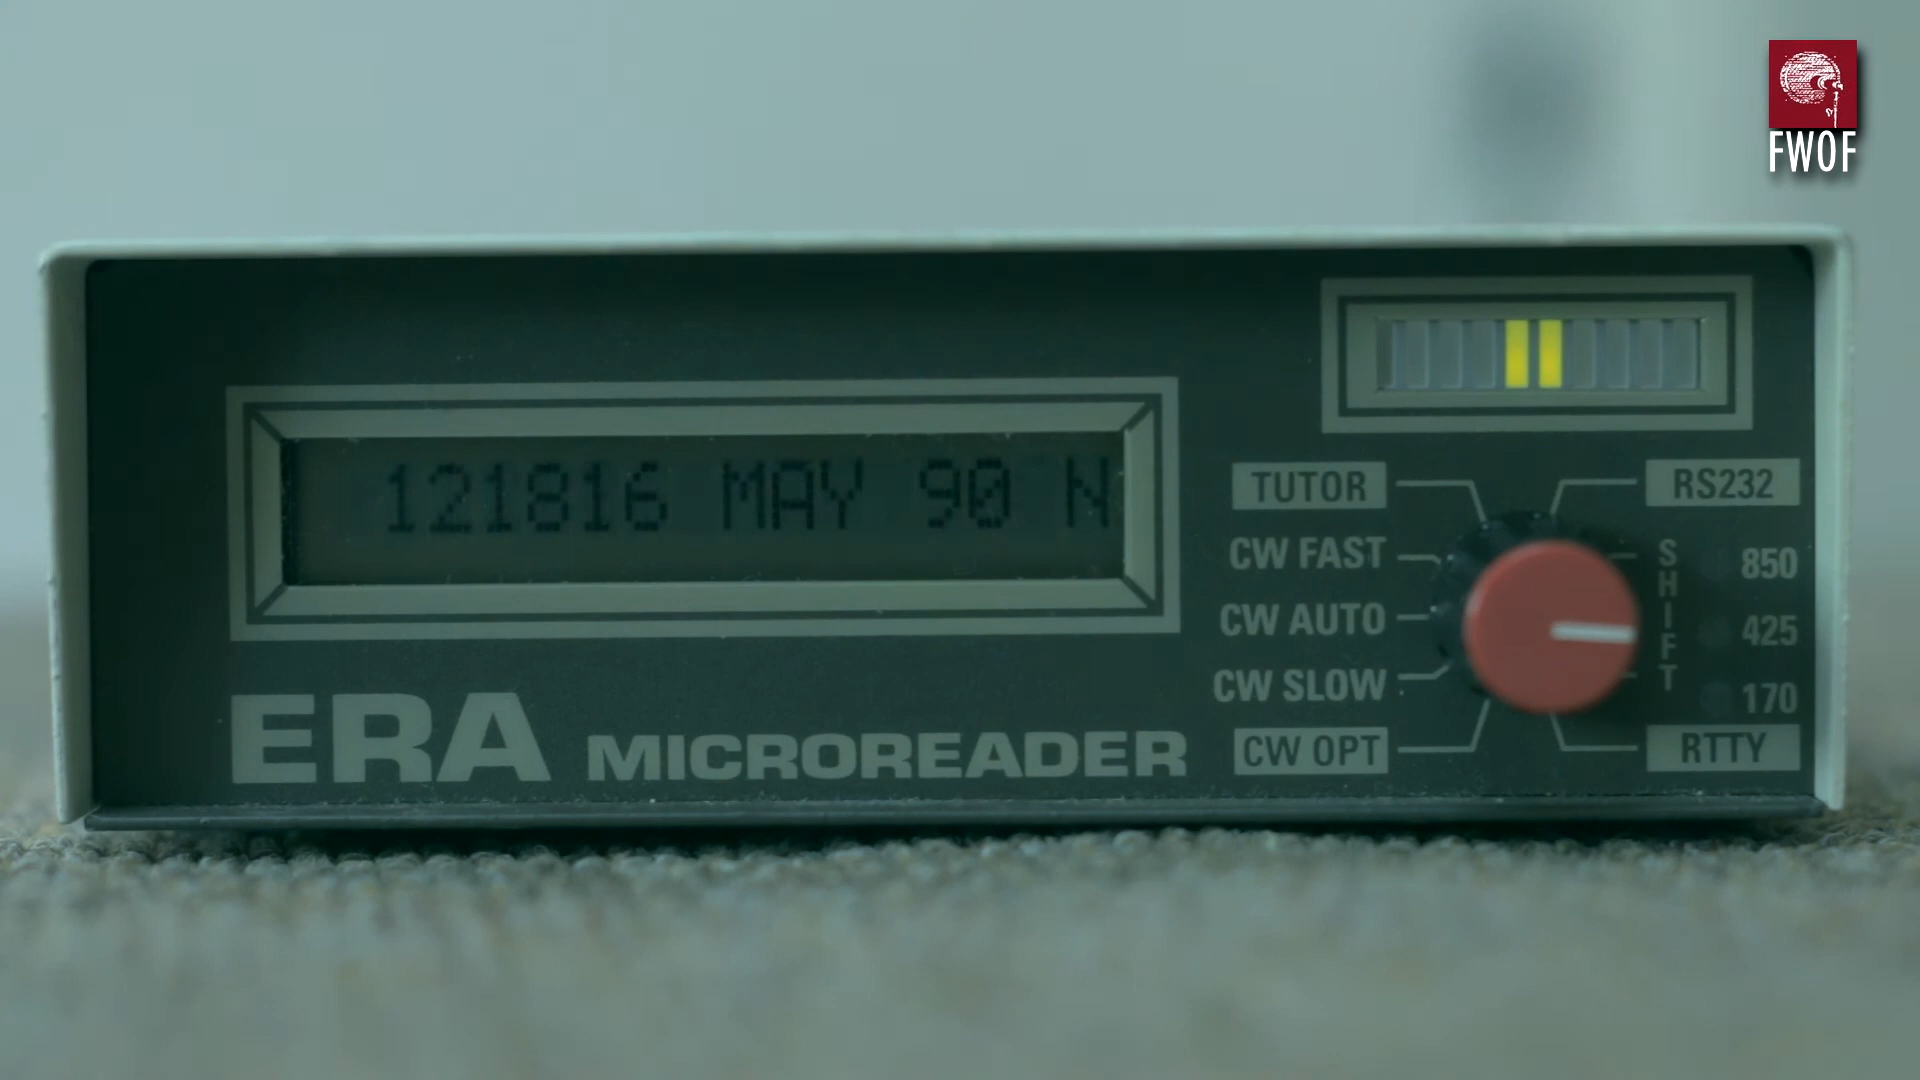 FWOF
121816 MAY 90 N
TUTOR
CW FAST
CW AUTO
CW SLOW
CW OPT
RS232
SHIFT
850
425
170
RTTY
ERA MICROREADER